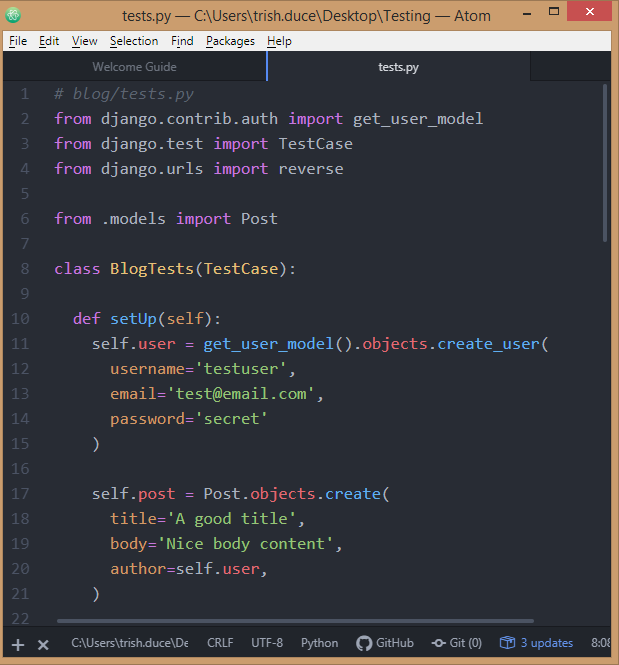 tests.py — C:\Users\trish.duce\Desktop\Testing — Atom
File Edit View Selection Find Packages Help
Welcome Guide tests.py
1 # blog/tests.py
2 from django.contrib.auth import get_user_model
3 from django.test import TestCase
4 from django.urls import reverse
5
6 from .models import Post
7
8 class BlogTests(TestCase):
9
10 def setUp(self):
11 self.user = get_user_model().objects.create_user(
12 username='testuser',
13 email='test@email.com',
14 password='secret'
15 )
16
17 self.post = Post.objects.create(
18 title='A good title',
19 body='Nice body content',
20 author=self.user,
21 )
22
C:\Users\trish.duce\De CRLF UTF-8 Python GitHub Git (0) 3 updates 8:08